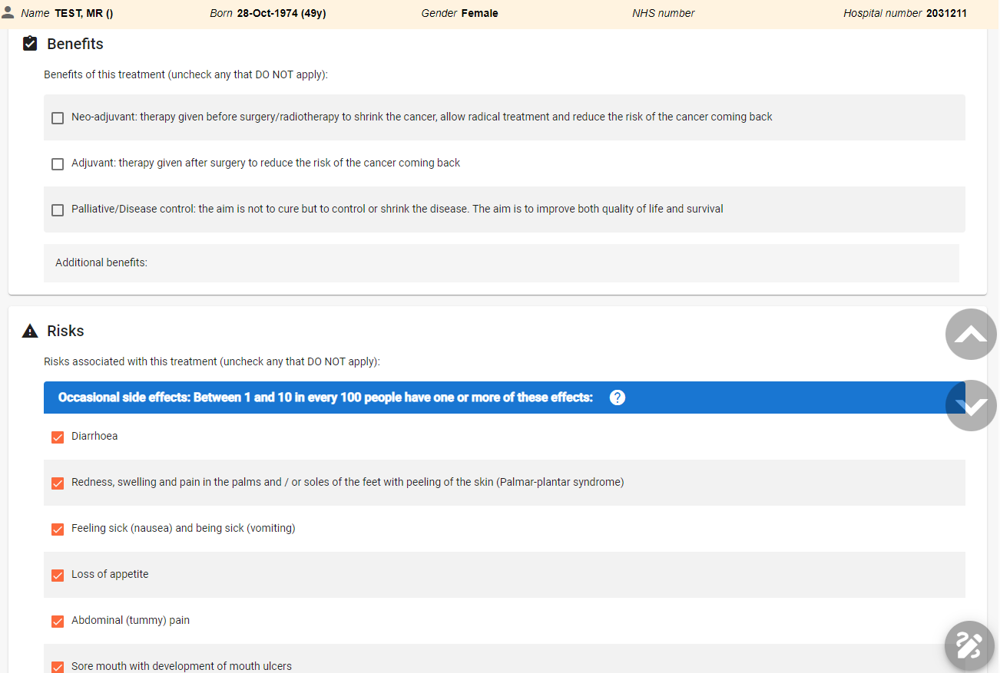 Name TEST, MR () Born 28-Oct-1974 (49y) Gender Female NHS number Hospital number 2031211
Benefits
Benefits of this treatment (uncheck any that DO NOT apply):
Neo-adjuvant: therapy given before surgery/radiotherapy to shrink the cancer, allow radical treatment and reduce the risk of the cancer coming back
Adjuvant: therapy given after surgery to reduce the risk of the cancer coming back
Palliative/Disease control: the aim is not to cure but to control or shrink the disease. The aim is to improve both quality of life and survival
Additional benefits:
Risks
Risks associated with this treatment (uncheck any that DO NOT apply):
Occasional side effects: Between 1 and 10 in every 100 people have one or more of these effects: ?
Diarrhoea
Redness, swelling and pain in the palms and / or soles of the feet with peeling of the skin (Palmar-plantar syndrome)
Feeling sick (nausea) and being sick (vomiting)
Loss of appetite
Abdominal (tummy) pain
Sore mouth with development of mouth ulcers